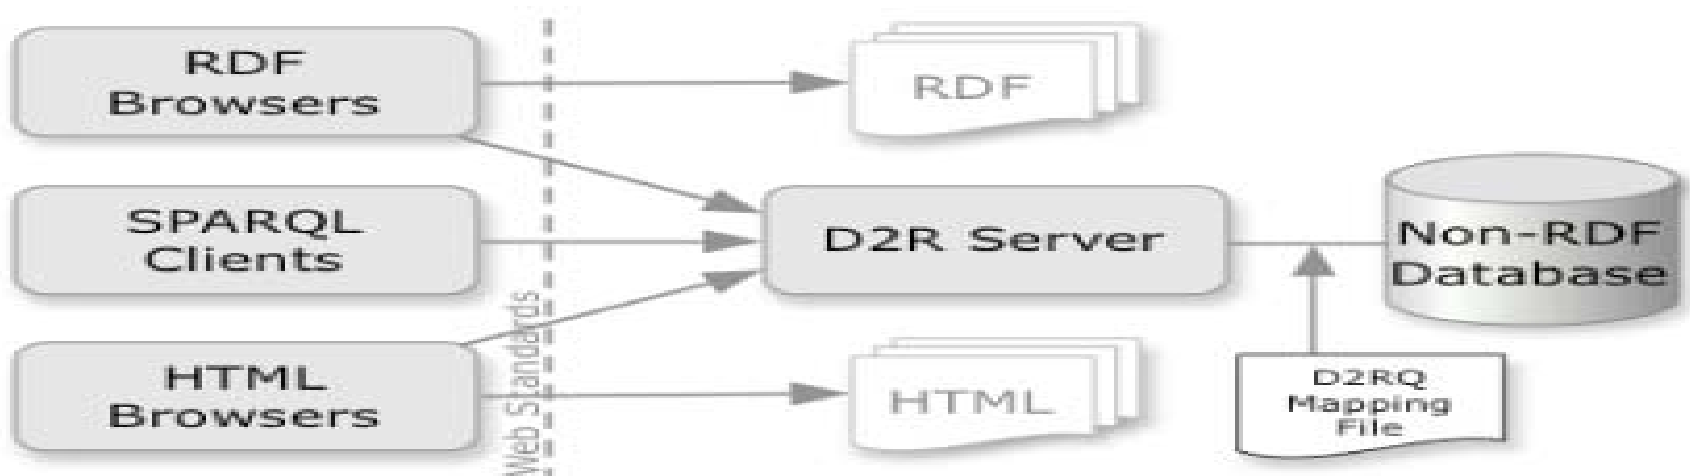 RDF
Browsers
RDF
SPARQL
Clients
D2R Server
Non-RDF
Database
Web Standards
HTML
Browsers
HTML
D2RQ
Mapping
File